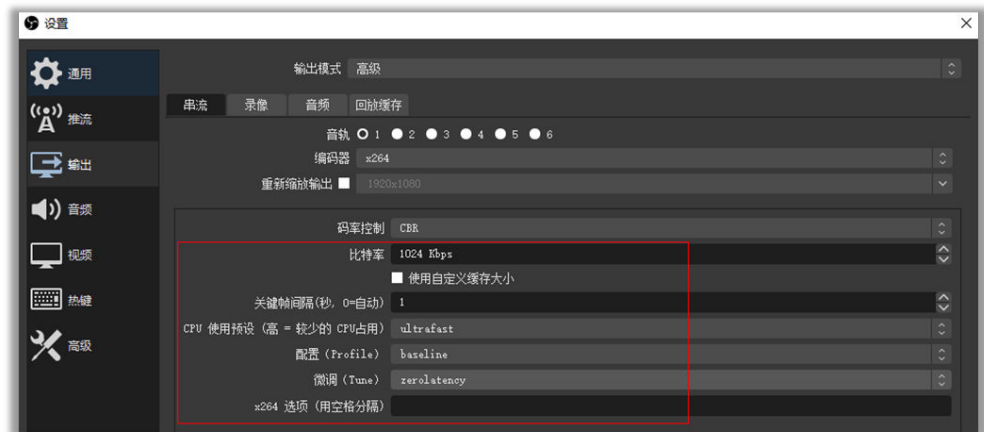 设置
通用
推流
输出
音频
视频
热键
高级
输出模式 高级
串流 录像 音频 回放缓存
音轨 1 2 3 4 5 6
编码器 x264
重新缩放输出 1920x1080
码率控制 CBR
比特率 1024 Kbps
使用自定义缓存大小
关键帧间隔(秒, 0=自动) 1
CPU 使用预设 (高 = 较少的 CPU占用) ultrafast
配置 (Profile) baseline
微调 (Tune) zerolatency
x264 选项 (用空格分隔)